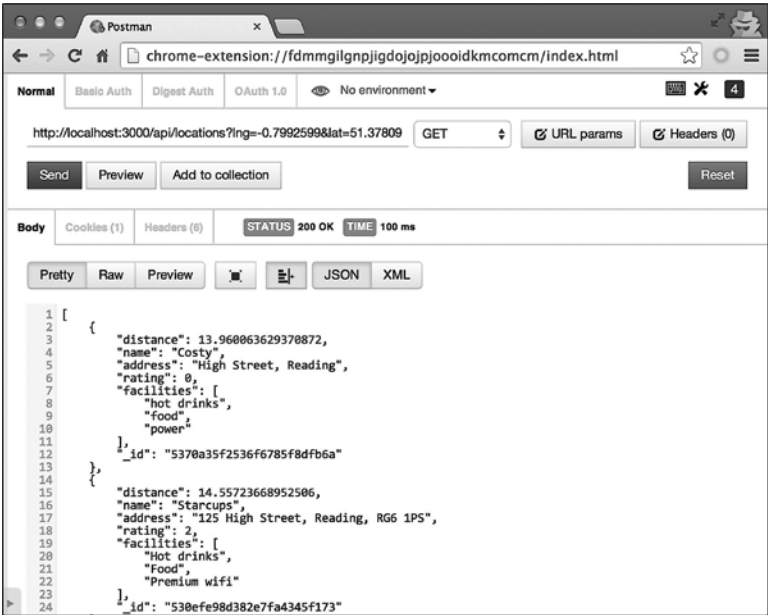 Postman
chrome-extension://fdmmgilgnpjigdojojpjoooidkmcomcm/index.html
Normal Basic Auth Digest Auth OAuth 1.0 No environment 4
http://localhost:3000/api/locations?lng=-0.7992599&lat=51.37809 GET URL params Headers (0)
Send Preview Add to collection Reset
Body Cookies (1) Headers (6) STATUS 200 OK TIME 100 ms
Pretty Raw Preview JSON XML
1 [
2 {
3 "distance": 13.960063629370872,
4 "name": "Costy",
5 "address": "High Street, Reading",
6 "rating": 0,
7 "facilities": [
8 "hot drinks",
9 "food",
10 "power"
11 ],
12 "_id": "5370a35f2536f6785f8dfb6a"
13 },
14 {
15 "distance": 14.55723668952506,
16 "name": "Starcups",
17 "address": "125 High Street, Reading, RG6 1PS",
18 "rating": 2,
19 "facilities": [
20 "Hot drinks",
21 "Food",
22 "Premium wifi"
23 ],
24 "_id": "530efe98d382e7fa4345f173"